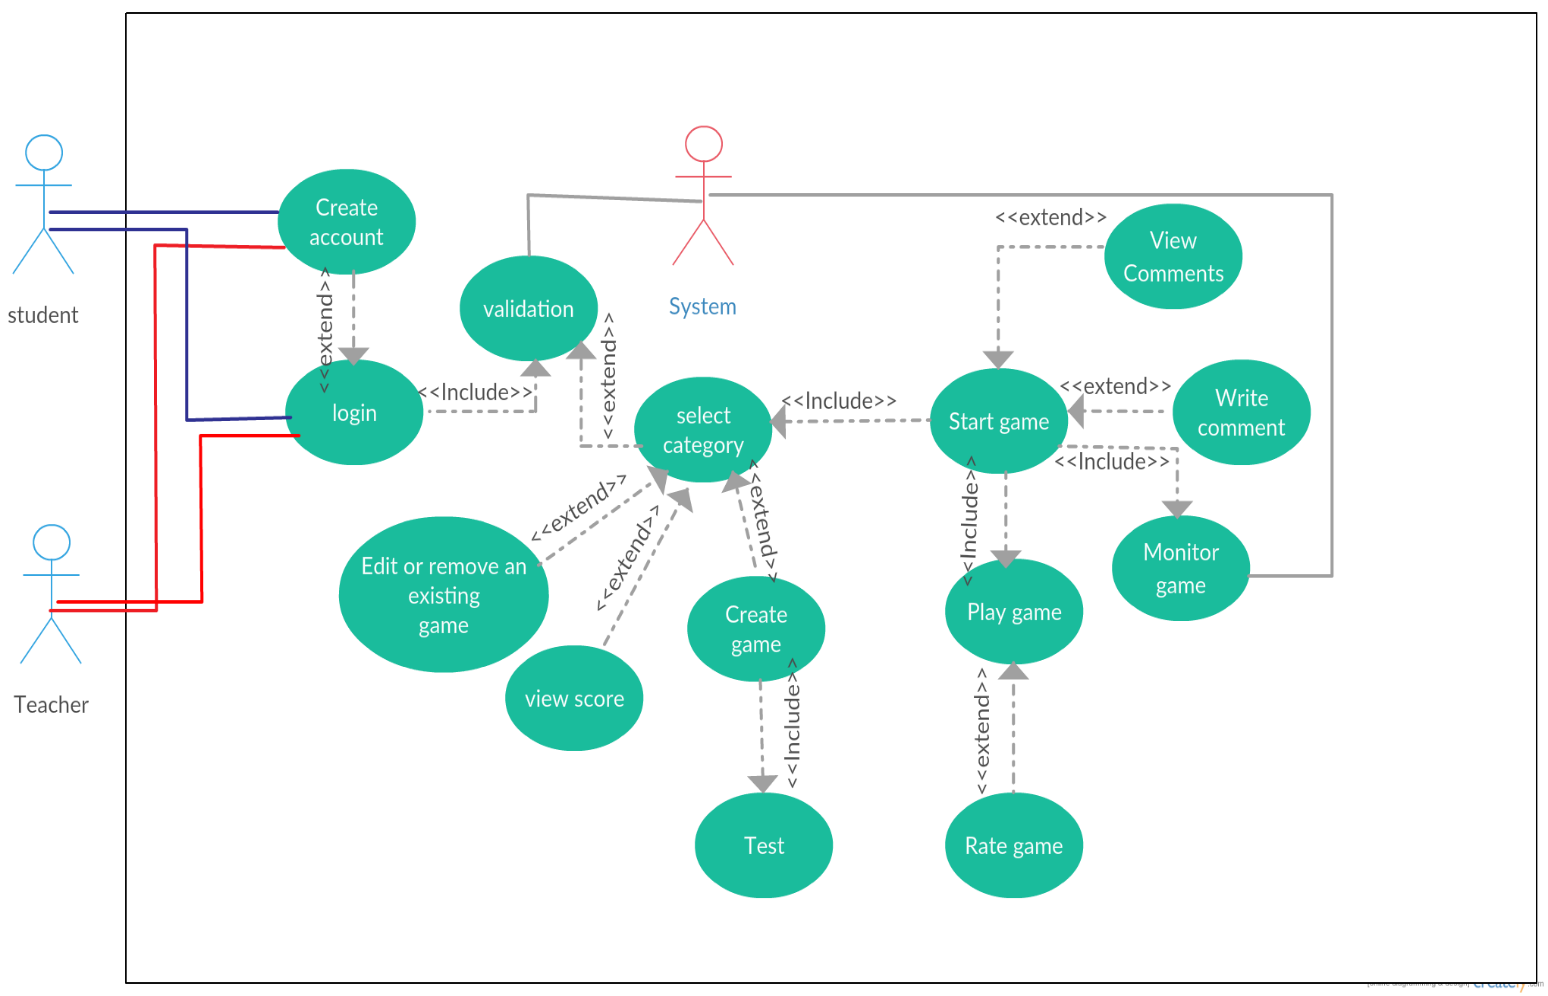 Create
account
<<extend>>
View
Comments
student
System
validation
<<extend>>
<<extend>>
login
<<Include>>
select
category
<<Include>>
Start game
<<extend>>
Write
comment
<<Include>>
<<extend>>
<<extend>>
<<extend>>
<<Include>>
Monitor
game
Edit or remove an
existing
game
Create
game
Play game
Teacher
view score
<<Include>>
<<extend>>
Test
Rate game
creately
.com